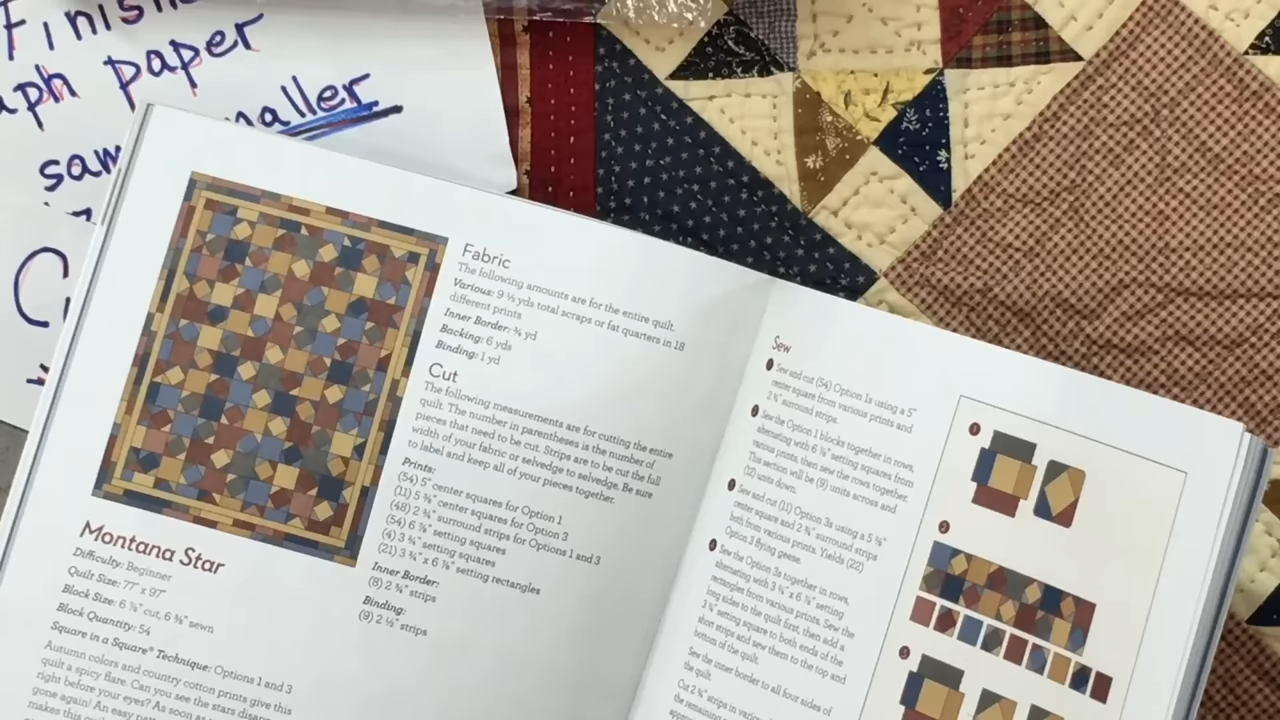 Finish
aph paper
maller
sam
Montana Star
Difficulty: Beginner
Quilt Size: 77" x 97"
Block Size: 6 ⅞" cut, 6 ⅜" sewn
Block Quantity: 54
Square in a Square® Technique: Options 1 and 3
Autumn colors and country cotton prints give this
quilt a spicy flare. Can you see the stars
right before your eyes? As soon as
gone again! An easy
makes this
Fabric
The following amounts are for the entire quilt.
Various: 9 ⅓ yds total scraps or fat quarters in 18
different prints
Inner Border: ¾ yd
Backing: 6 yds
Binding: 1 yd
Cut
The following measurements are for cutting the entire
quilt. The number in parentheses is the number of
pieces that need to be cut. Strips are to be cut the full
width of your fabric or selvedge to selvedge. Be sure
to label and keep all of your pieces together.
Prints:
(54) 5" center squares for Option 1
(11) 5 ⅝" center squares for Option 3
(48) 2 ¾" surround strips for Options 1 and 3
(54) 6 ⅞" setting squares
(4) 3 ¾" setting squares
(21) 3 ¾" x 6 ⅞" setting rectangles
Inner Border:
(8) 2 ¾" strips
Binding:
(9) 2 ½" strips
Sew
Sew and cut (54) Option 1s using a 5"
center square from various prints and
2 ¾" surround strips.
Sew the Option 1 blocks together in rows,
alternating with 6 ⅞" setting squares from
various prints, then sew the rows together.
This section will be (9) units across and
(12) units down.
Sew and cut (11) Option 3s using a 5 ⅝"
center square and 2 ¾" surround strips
both from various prints. Yields (22)
Option 3 flying geese.
Sew the Option 3s together in rows,
alternating with 3 ¾" x 6 ⅞" setting
rectangles from various prints. Sew the
long sides to the quilt first, then add a
3 ¾" setting square to both ends of the
short strips and sew them to the top and
bottom of the quilt.
Sew the inner border to all four sides of
the quilt.
Cut 2 ¾" strips in
the remaining
1
2
3